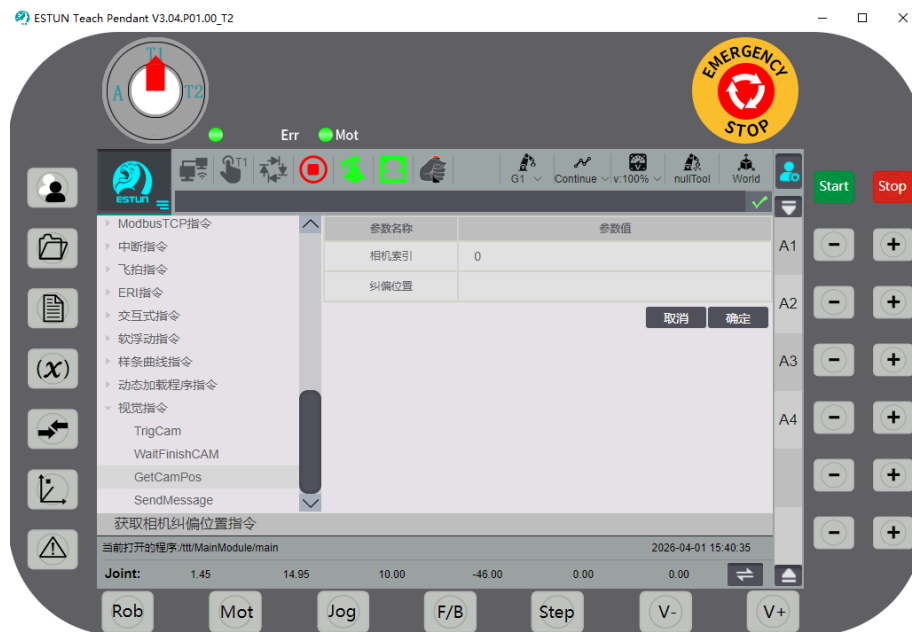 ESTUN Teach Pendant V3.04.P01.00_T2
T1
A
T2
EMERGENCY
STOP
Err
Mot
ESTUN
T1
G1
Continue
v:100%
nullTool
World
Start
Stop
ModbusTCP指令
中断指令
飞拍指令
ERI指令
交互式指令
软浮动指令
样条曲线指令
动态加载程序指令
视觉指令
TrigCam
WaitFinishCAM
GetCamPos
SendMessage
参数名称
参数值
相机索引
0
纠偏位置
取消
确定
A1
A2
A3
A4
(x)
获取相机纠偏位置指令
当前打开的程序:/ttt/MainModule/main
2026-04-01 15:40:35
Joint:
1.45
14.95
10.00
-46.00
0.00
0.00
Rob
Mot
Jog
F/B
Step
V-
V+